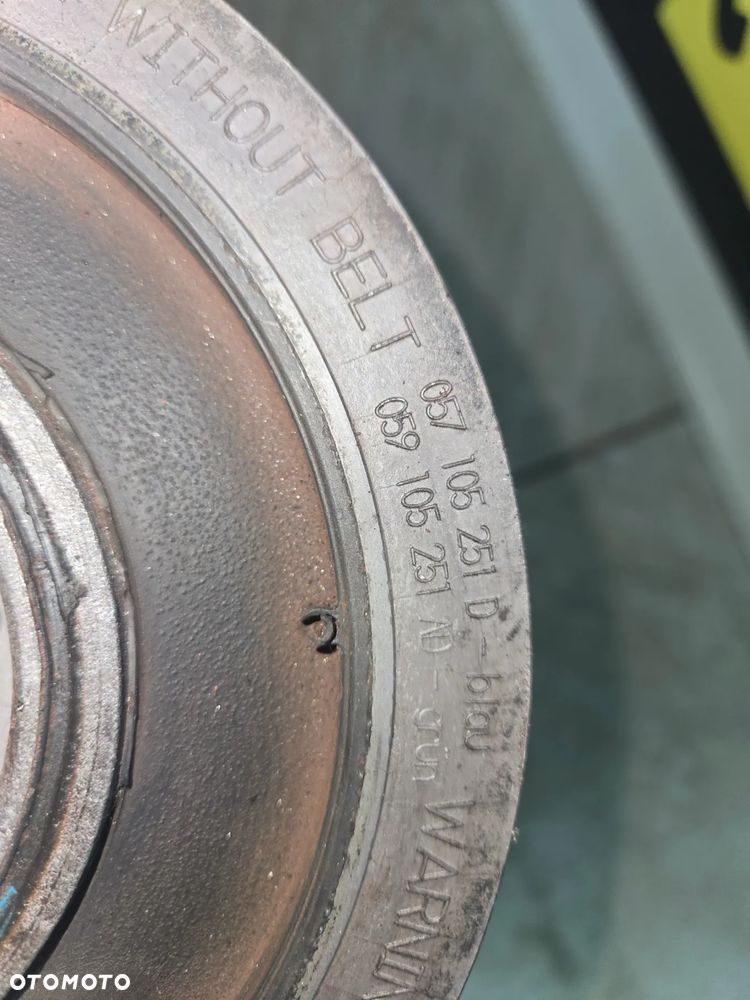 WITHOUT BELT
057 105 251 D-blau
059 105 251 AD-grün
WARNI
OTOMOTO